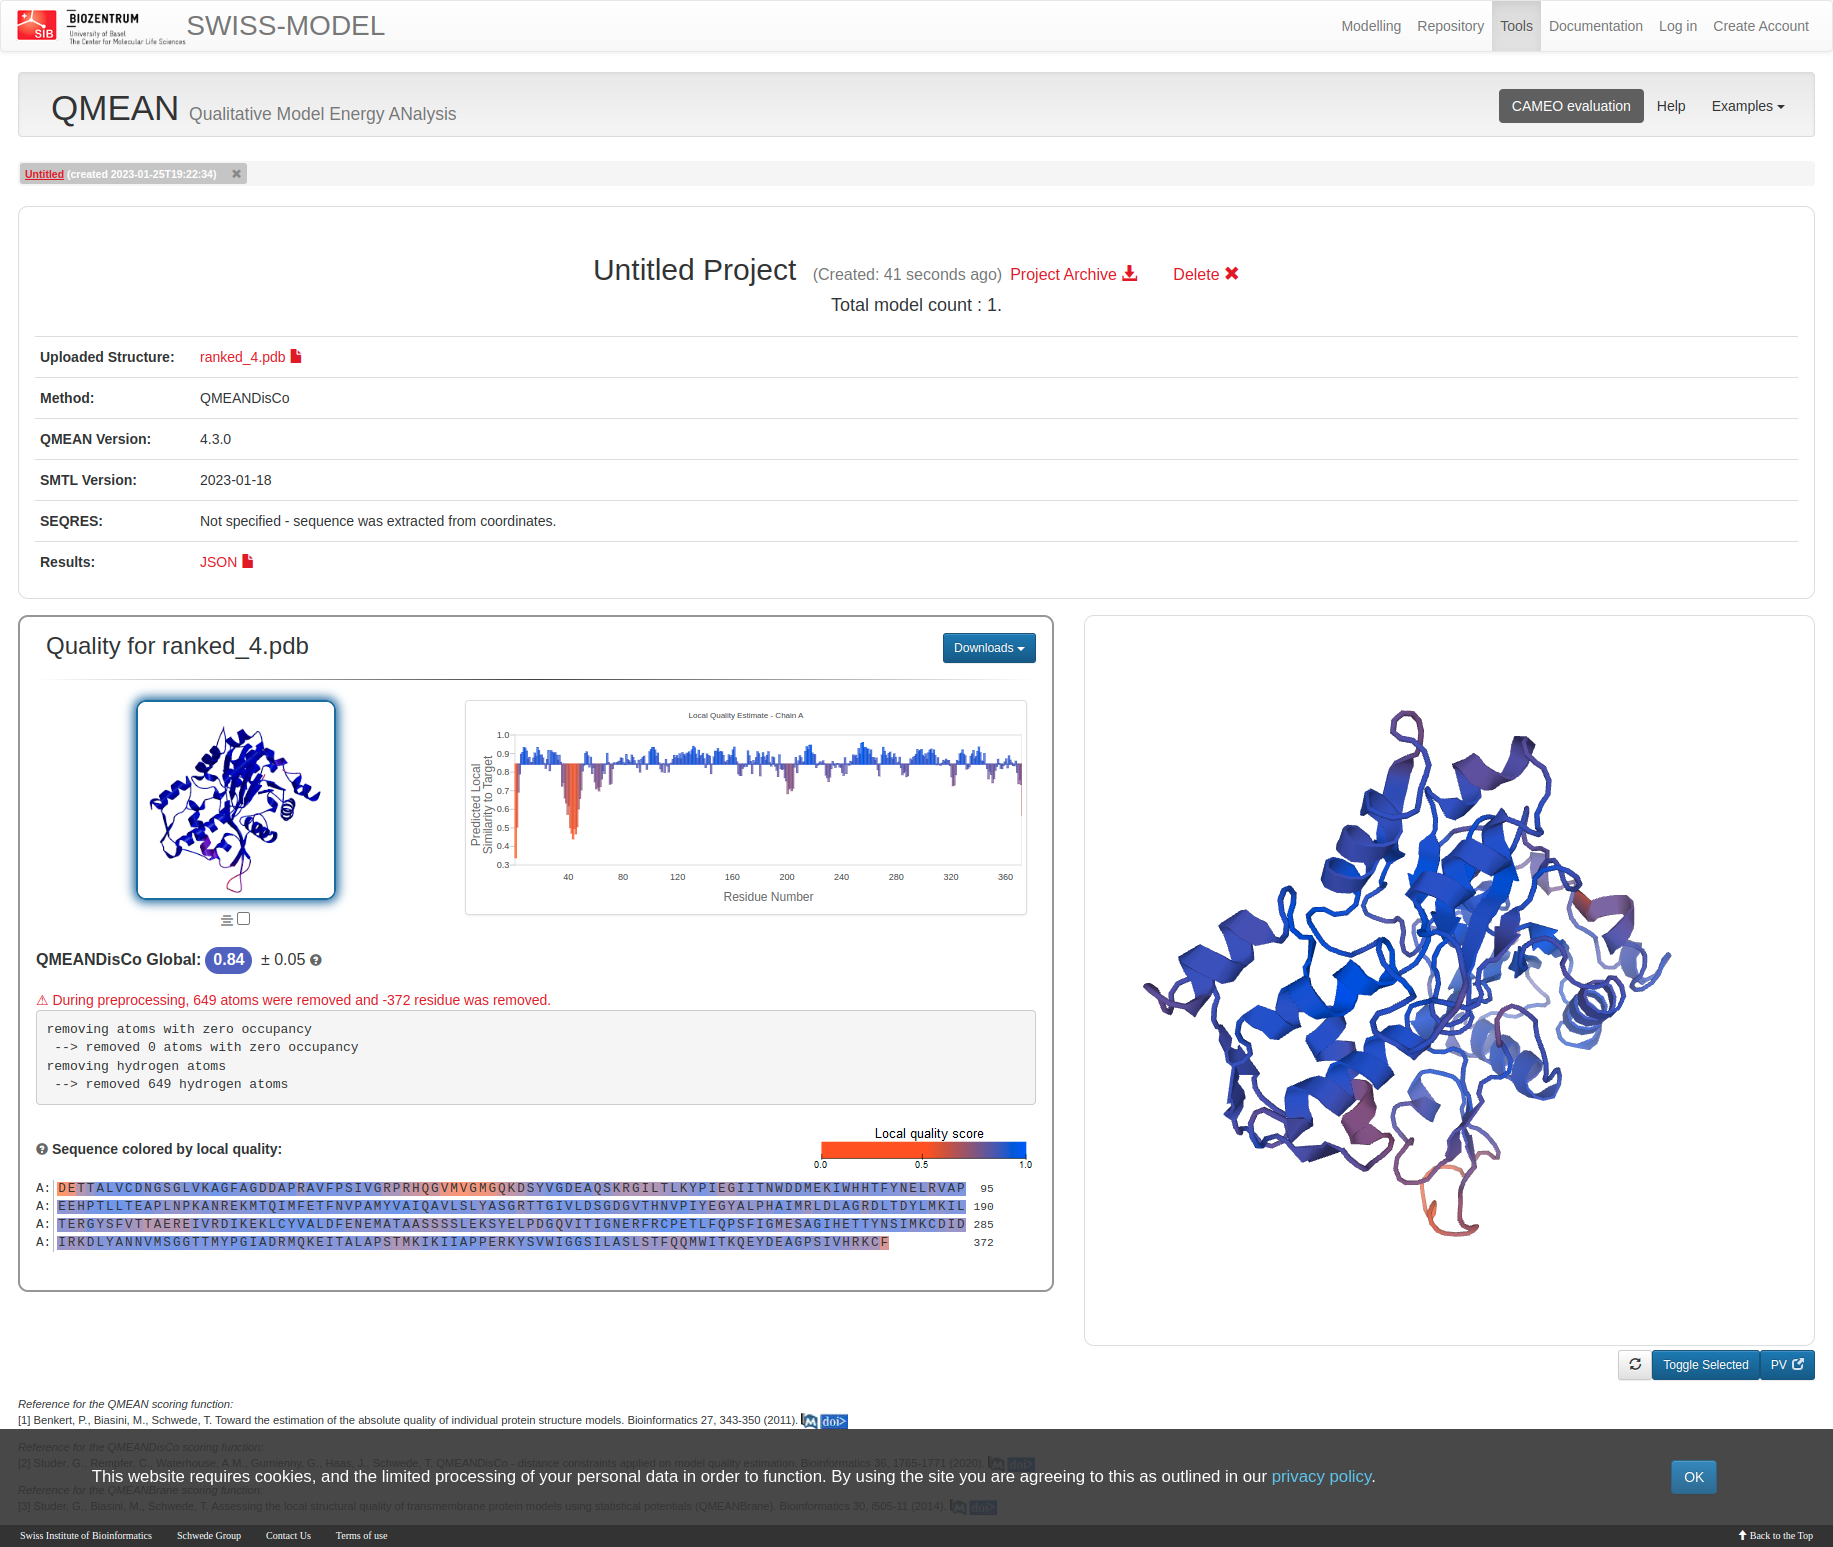 SIB
BIOZENTRUM
University of Basel
The Center for Molecular Life Sciences
SWISS-MODEL
Modelling Repository Tools Documentation Log in Create Account
QMEAN Qualitative Model Energy ANalysis
CAMEO evaluation Help Examples
Untitled (created 2023-01-25T19:22:34) ✖
Untitled Project (Created: 41 seconds ago) Project Archive Delete ✖
Total model count : 1.
Uploaded Structure: ranked_4.pdb
Method: QMEANDisCo
QMEAN Version: 4.3.0
SMTL Version: 2023-01-18
SEQRES: Not specified - sequence was extracted from coordinates.
Results: JSON
Quality for ranked_4.pdb
Downloads
Local Quality Estimate - Chain A
Predicted Local
Similarity to Target
1.0
0.9
0.8
0.7
0.6
0.5
0.4
0.3
40 80 120 160 200 240 280 320 360
Residue Number
QMEANDisCo Global: 0.84 ± 0.05
⚠ During preprocessing, 649 atoms were removed and -372 residue was removed.
removing atoms with zero occupancy
--> removed 0 atoms with zero occupancy
removing hydrogen atoms
--> removed 649 hydrogen atoms
Local quality score
0.0 0.5 1.0
Sequence colored by local quality:
A: DETTALVCDNGSGLVKAGFAGDDAPRAVFPSIVGRPRHQGVMVGMGQKDSYVGDEAQSKRGILTLKYPIEGIITNWDDMEKIWHHTFYNELRVAP 95
A: EEHPTLLTEAPLNPKANREKMTQIMFETFNVPAMYVAIQAVLSLYASGRTTGIVLDSGDGVTHNVPIYEGYALPHAIMRLDLAGRDLTDYLMKIL 190
A: TERGYSFVTTAEREIVRDIKEKLCYVALDFENEMATAASSSSLEKSYELPDGQVITIGNERFRCPETLFQPSFIGMESAGIHETTYNSIMKCDID 285
A: IRKDLYANNVMSGGTTMYPGIADRMQKEITALAPSTMKIKIIAPPERKYSVWIGGSILASLSTFQQMWITKQEYDEAGPSIVHRKCF 372
Toggle Selected PV
Reference for the QMEAN scoring function:
[1] Benkert, P., Biasini, M., Schwede, T. Toward the estimation of the absolute quality of individual protein structure models. Bioinformatics 27, 343-350 (2011). M doi>
Reference for the QMEANDisCo scoring function:
[2] Studer, G., Rempfer, C., Waterhouse, A.M., Gumienny, G., Haas, J., Schwede, T. QMEANDisCo - distance constraints applied on model quality estimation. Bioinformatics 36, 1765-1771 (2020). M doi>
This website requires cookies, and the limited processing of your personal data in order to function. By using the site you are agreeing to this as outlined in our privacy policy. OK
Reference for the QMEANBrane scoring function:
[3] Studer, G., Biasini, M., Schwede, T. Assessing the local structural quality of transmembrane protein models using statistical potentials (QMEANBrane). Bioinformatics 30, i505-11 (2014). M doi>
Swiss Institute of Bioinformatics Schwede Group Contact Us Terms of use Back to the Top